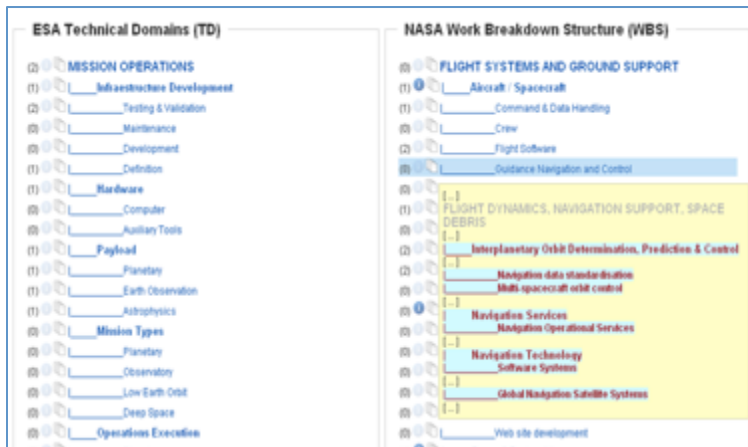 ESA Technical Domains (TD)
(2) MISSION OPERATIONS
(1) Infraestructure Development
(2) Testing & Validation
(0) Maintenance
(0) Development
(1) Definition
(1) Hardware
(0) Computer
(0) Auxiliary Tools
(1) Payload
(1) Planetary
(1) Earth Observation
(1) Astrophysics
(0) Mission Types
(0) Planetary
(0) Observatory
(0) Low Earth Orbit
(0) Deep Space
(0) Operations Execution
NASA Work Breakdown Structure (WBS)
(0) FLIGHT SYSTEMS AND GROUND SUPPORT
(1) Aircraft / Spacecraft
(1) Command & Data Handling
(0) Crew
(2) Flight Software
(0) Guidance Navigation and Control
(0)
(1)
(0)
(2)
(2)
(0)
(0)
(0)
(0)
(0)
(0)
(0)
[...]
FLIGHT DYNAMICS, NAVIGATION SUPPORT, SPACE
DEBRIS
[...]
Interplanetary Orbit Determination, Prediction & Control
[...]
Navigation data standardisation
Multi-spacecraft orbit control
[...]
Navigation Services
Navigation Operational Services
[...]
Navigation Technology
Software Systems
[...]
Global Navigation Satellite Systems
[...]
(0) Web site development